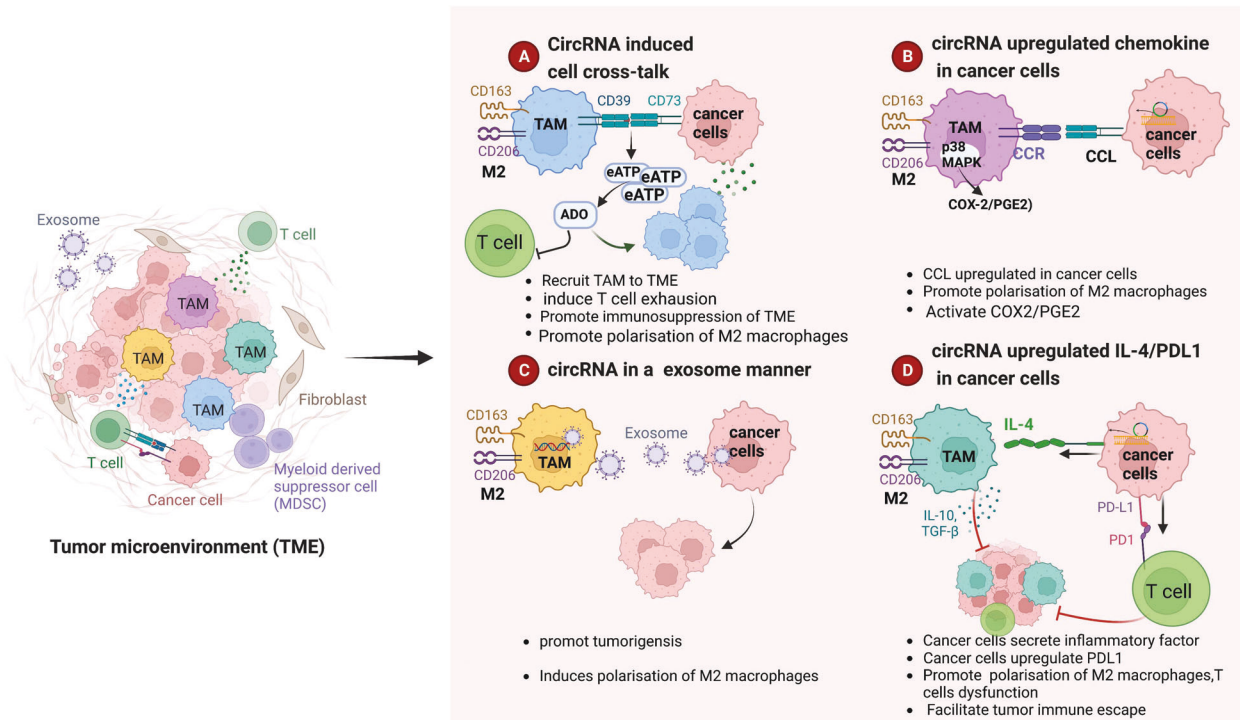 Exosome
T cell
TAM
TAM
TAM
TAM
Fibroblast
T cell
Cancer cell
Myeloid derived
suppressor cell
(MDSC)
Tumor microenvironment (TME)
A
CircRNA induced
cell cross-talk
CD163
CD39
CD73
TAM
cancer
cells
CD206
M2
eATP
eATP
eATP
ADO
T cell
• Recruit TAM to TME
• induce T cell exhausion
• Promote immunosupression of TME
• Promote polarisation of M2 macrophages
B
circRNA upregulated chemokine
in cancer cells
CD163
TAM
p38
MAPK
CD206
M2
CCR
CCL
cancer
cells
COX-2/PGE2)
• CCL upregulated in cancer cells
• Promote polarisation of M2 macrophages
• Activate COX2/PGE2
C
circRNA in a exosome manner
CD163
TAM
CD206
M2
Exosome
cancer
cells
• promot tumorigensis
• Induces polarisation of M2 macrophages
D
circRNA upregulated IL-4/PDL1
in cancer cells
CD163
IL-4
TAM
cancer
cells
CD206
M2
IL-10,
TGF-β
PD-L1
PD1
T cell
• Cancer cells secrete inflammatory factor
• Cancer cells upregulate PDL1
• Promote polarisation of M2 macrophages,T
cells dysfunction
• Facilitate tumor immune escape